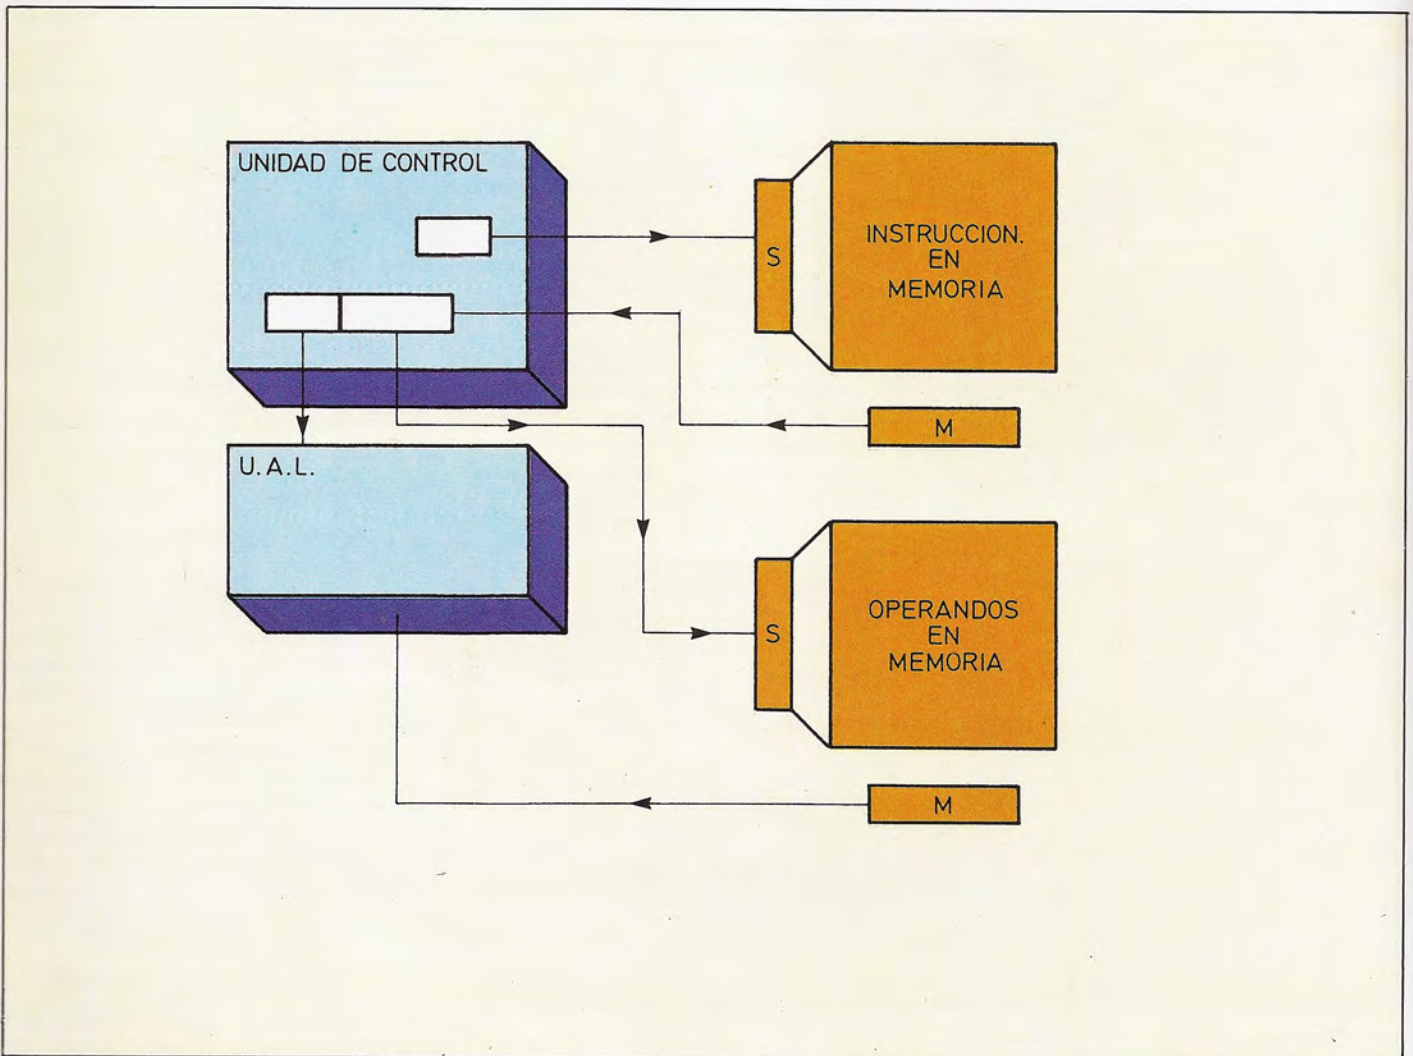 UNIDAD DE CONTROL
S
INSTRUCCION.
EN
MEMORIA
M
U.A.L.
S
OPERANDOS
EN
MEMORIA
M